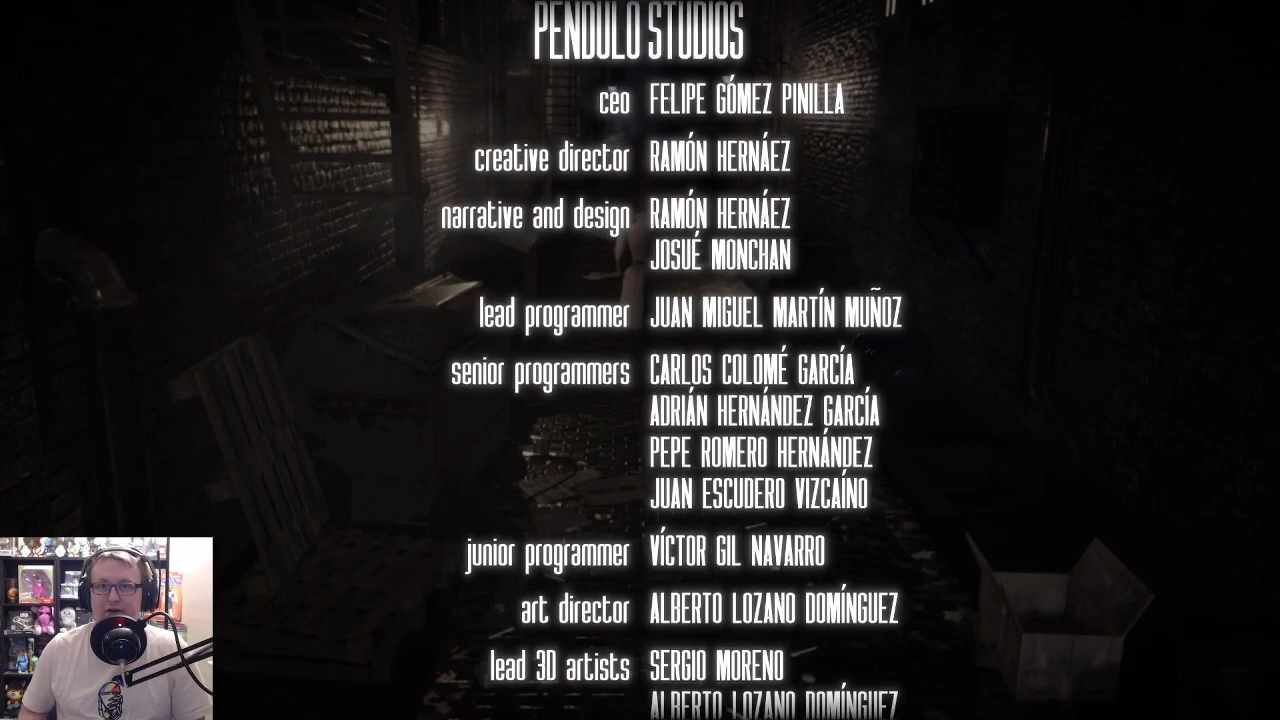 PENDULO STUDIOS
ceo FELIPE GÓMEZ PINILLA
creative director RAMÓN HERNÁEZ
narrative and design RAMÓN HERNÁEZ
JOSUÉ MONCHAN
lead programmer JUAN MIGUEL MARTÍN MUÑOZ
senior programmers CARLOS COLOMÉ GARCÍA
ADRIÁN HERNÁNDEZ GARCÍA
PEPE ROMERO HERNÁNDEZ
JUAN ESCUDERO VIZCAÍNO
junior programmer VÍCTOR GIL NAVARRO
art director ALBERTO LOZANO DOMÍNGUEZ
lead 3D artists SERGIO MORENO
ALBERTO LOZANO DOMÍNGUEZ